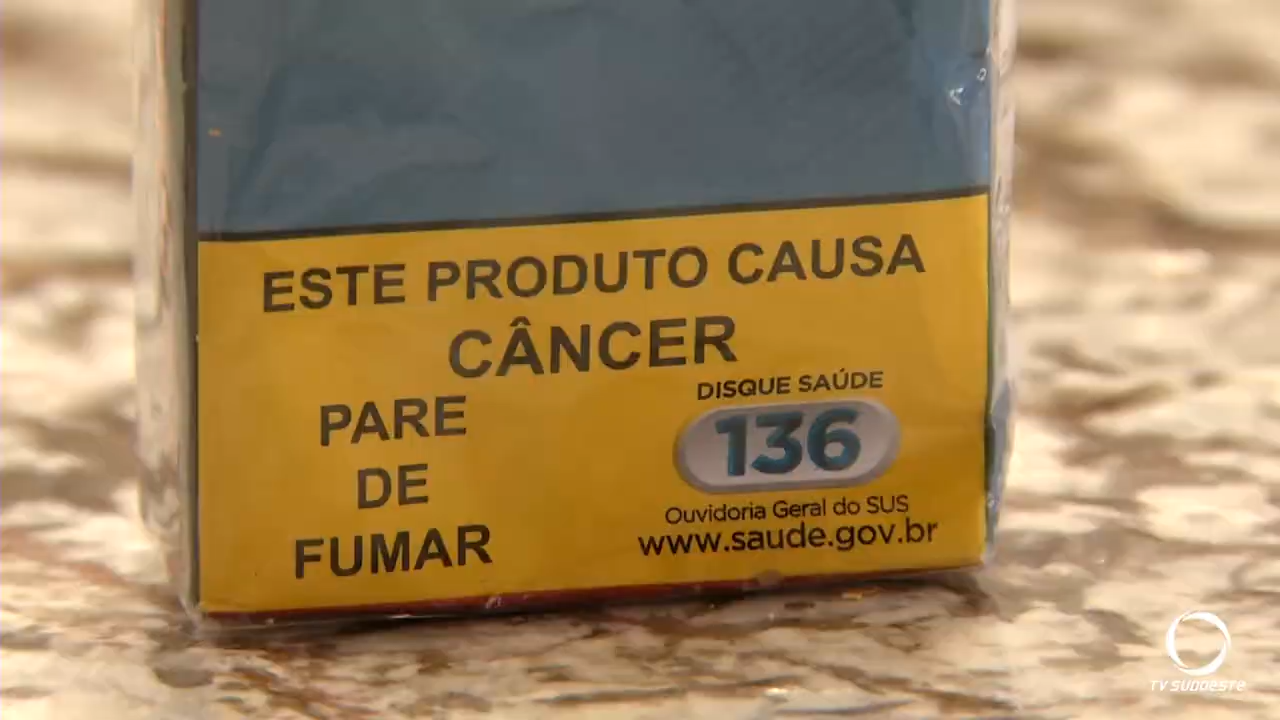 ESTE PRODUTO CAUSA
CÂNCER
PARE
DE
FUMAR
DISQUE SAÚDE
136
Ouvidoria Geral do SUS
www.saude.gov.br
TV SUDOESTE